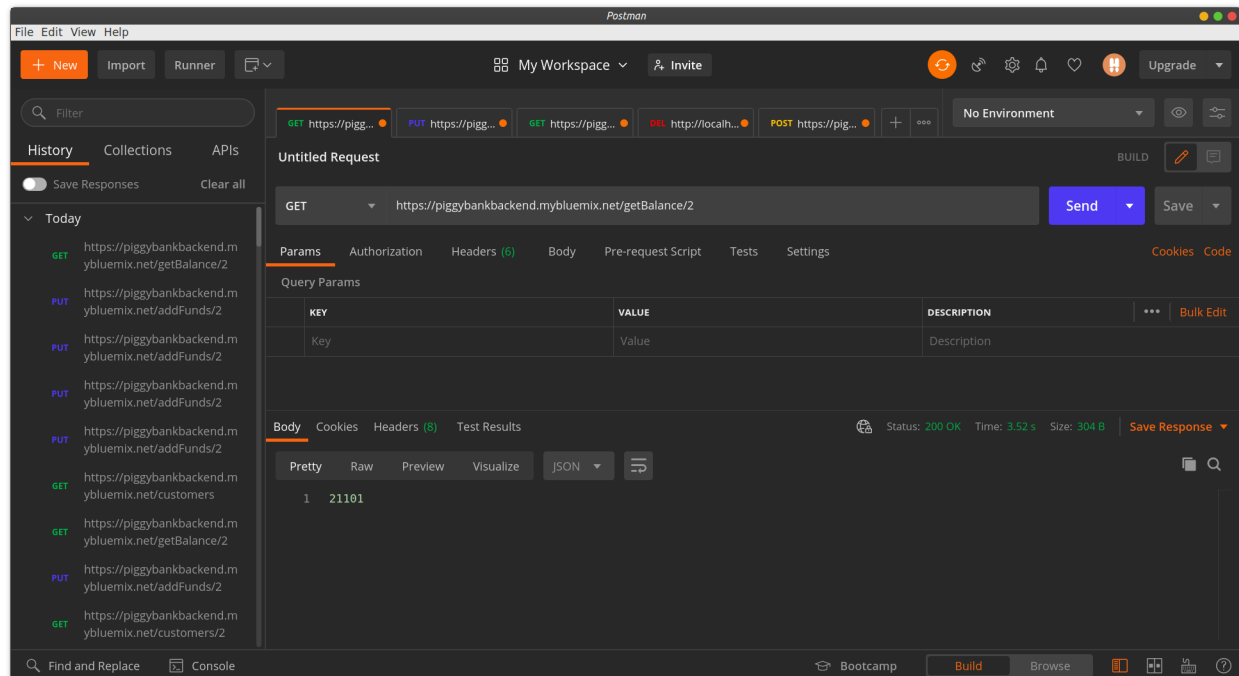 Postman
File Edit View Help
New Import Runner My Workspace Invite Upgrade
Filter
History Collections APIs
Save Responses Clear all
Today
GET https://piggybankbackend.m
ybluemix.net/getBalance/2
PUT https://piggybankbackend.m
ybluemix.net/addFunds/2
PUT https://piggybankbackend.m
ybluemix.net/addFunds/2
PUT https://piggybankbackend.m
ybluemix.net/addFunds/2
PUT https://piggybankbackend.m
ybluemix.net/addFunds/2
GET https://piggybankbackend.m
ybluemix.net/customers
GET https://piggybankbackend.m
ybluemix.net/getBalance/2
PUT https://piggybankbackend.m
ybluemix.net/addFunds/2
GET https://piggybankbackend.m
ybluemix.net/customers/2
GET https://pigg... PUT https://pigg... GET https://pigg... DEL http://localh... POST https://pig... No Environment
Untitled Request BUILD
GET https://piggybankbackend.mybluemix.net/getBalance/2 Send Save
Params Authorization Headers (6) Body Pre-request Script Tests Settings Cookies Code
Query Params
KEY VALUE DESCRIPTION Bulk Edit
Key Value Description
Body Cookies Headers (8) Test Results Status: 200 OK Time: 3.52 s Size: 304 B Save Response
Pretty Raw Preview Visualize JSON
1 21101
Find and Replace Console Bootcamp Build Browse